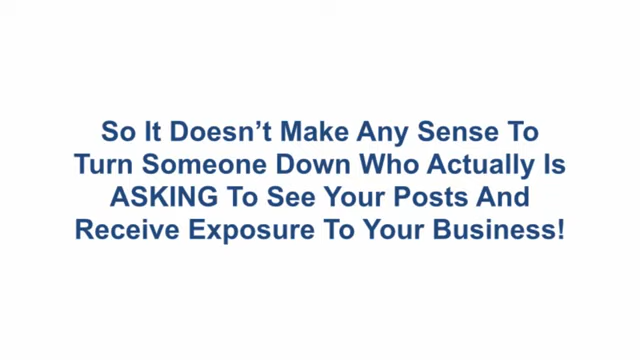 So It Doesn’t Make Any Sense To
Turn Someone Down Who Actually Is
ASKING To See Your Posts And
Receive Exposure To Your Business!